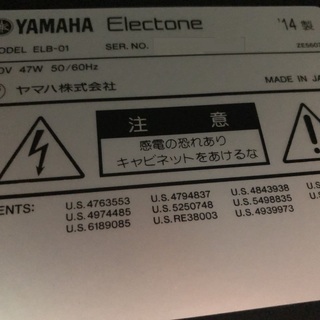 YAMAHA Electone '14 製
MODEL ELB-01 SER. NO.
0V 47W 50/60Hz
ヤマハ株式会社 MADE IN
注意
感電の恐れあり
キャビネットをあけるな
ENTS: U.S.4763553 U.S.4794837 U.S.4843938
U.S.4974485 U.S.5250748 U.S.5498835
U.S.6189085 U.S.RE38003 U.S.4939973